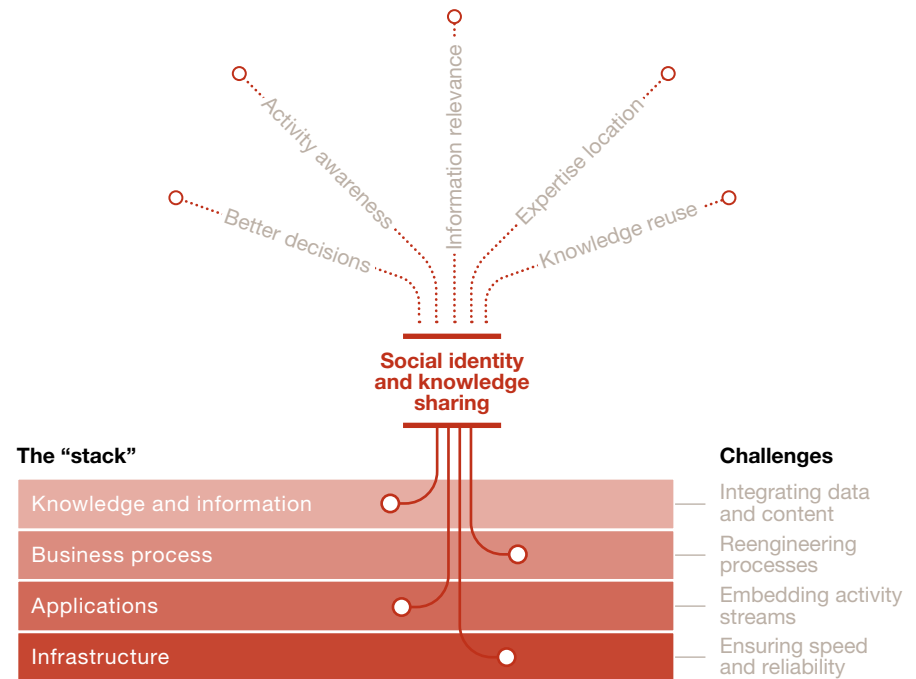 Better decisions
Activity awareness
Information relevance
Expertise location
Knowledge reuse
Social identity
and knowledge
sharing
The “stack”
Challenges
Knowledge and information
Integrating data
and content
Business process
Reengineering
processes
Applications
Embedding activity
streams
Infrastructure
Ensuring speed
and reliability